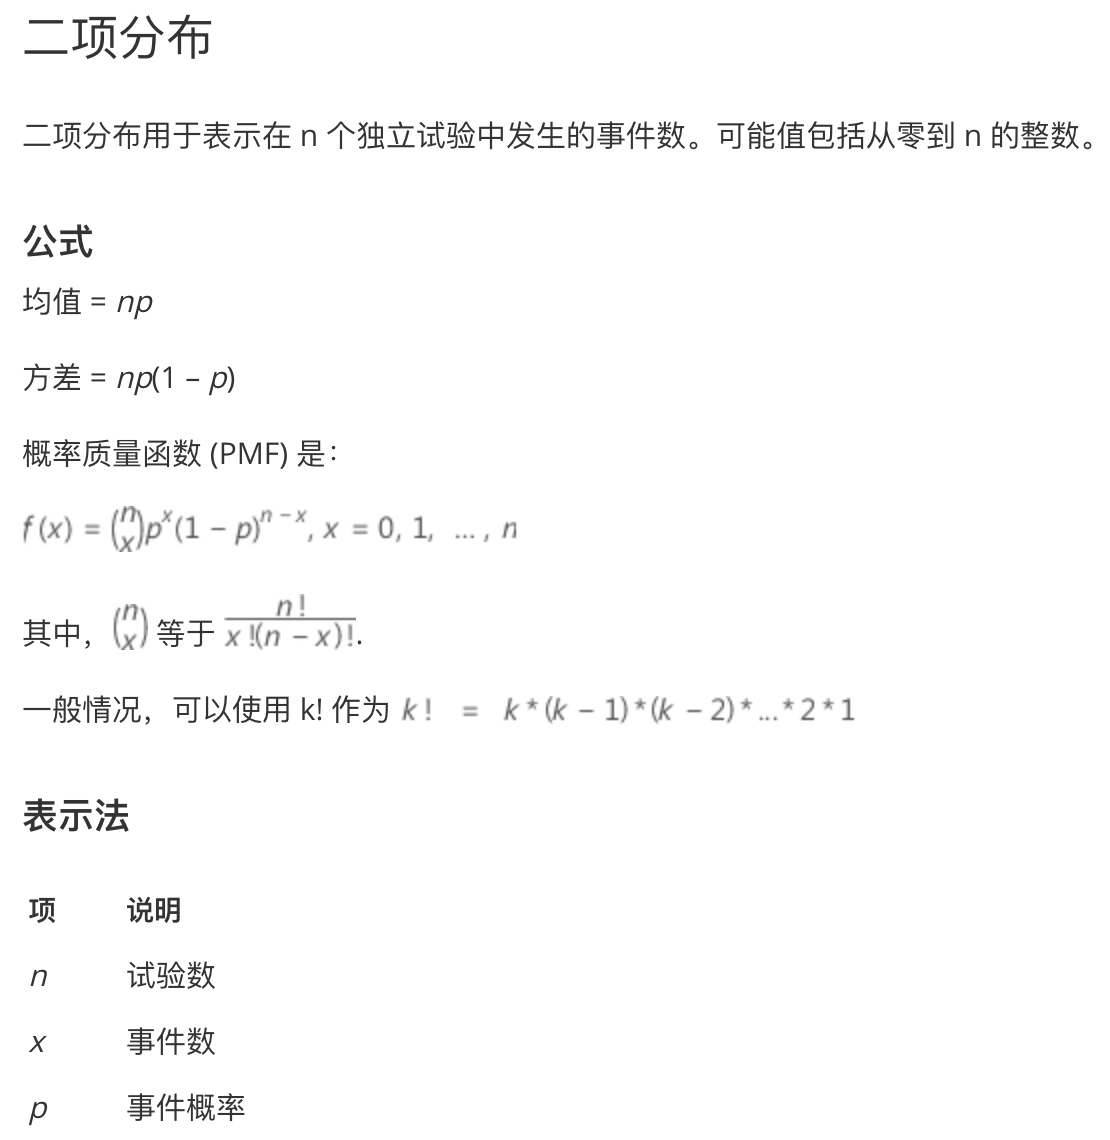 二项分布
二项分布用于表示在 n 个独立试验中发生的事件数。可能值包括从零到 n 的整数。
公式
均值 = np
方差 = np(1 – p)
概率质量函数 (PMF) 是：
f(x) = (n x)p^x(1 − p)^(n − x), x = 0, 1, ..., n
其中，(n x) 等于 n! / x!(n − x)!.
一般情况，可以使用 k! 作为 k! = k*(k − 1)*(k − 2)*...*2*1
表示法
项 说明
n 试验数
x 事件数
p 事件概率